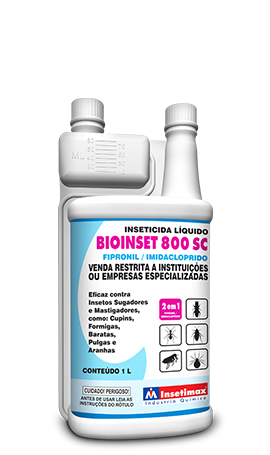 INSETICIDA LÍQUIDO
BIOINSET 800 SC
FIPRONIL / IMIDACLOPRIDO
VENDA RESTRITA A INSTITUIÇÕES
OU EMPRESAS ESPECIALIZADAS
Eficaz contra
Insetos Sugadores
e Mastigadores,
como: Cupins,
Formigas,
Baratas,
Pulgas e
Aranhas
2 em 1
CONTEÚDO 1 L
CUIDADO! PERIGOSO!
ANTES DE USAR LEIA AS
INSTRUÇÕES DO RÓTULO
M Insetimax
Indústria Química